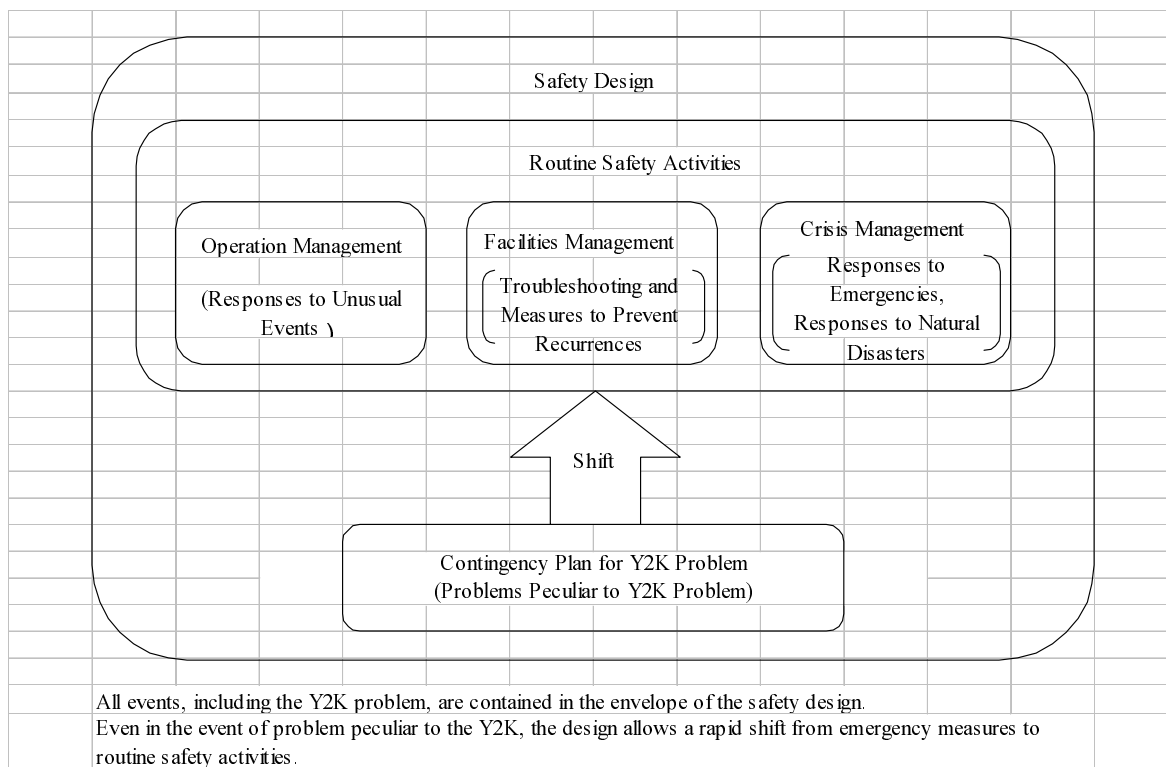 Safety Design
Routine Safety Activities
Operation Management
(Responses to Unusual
Events )
Facilities Management
Troubleshooting and
Measures to Prevent
Recurrences
Crisis Management
Responses to
Emergencies,
Responses to Natural
Disasters
Shift
Contingency Plan for Y2K Problem
(Problems Peculiar to Y2K Problem)
All events, including the Y2K problem, are contained in the envelope of the safety design.
Even in the event of problem peculiar to the Y2K, the design allows a rapid shift from emergency measures to
routine safety activities.